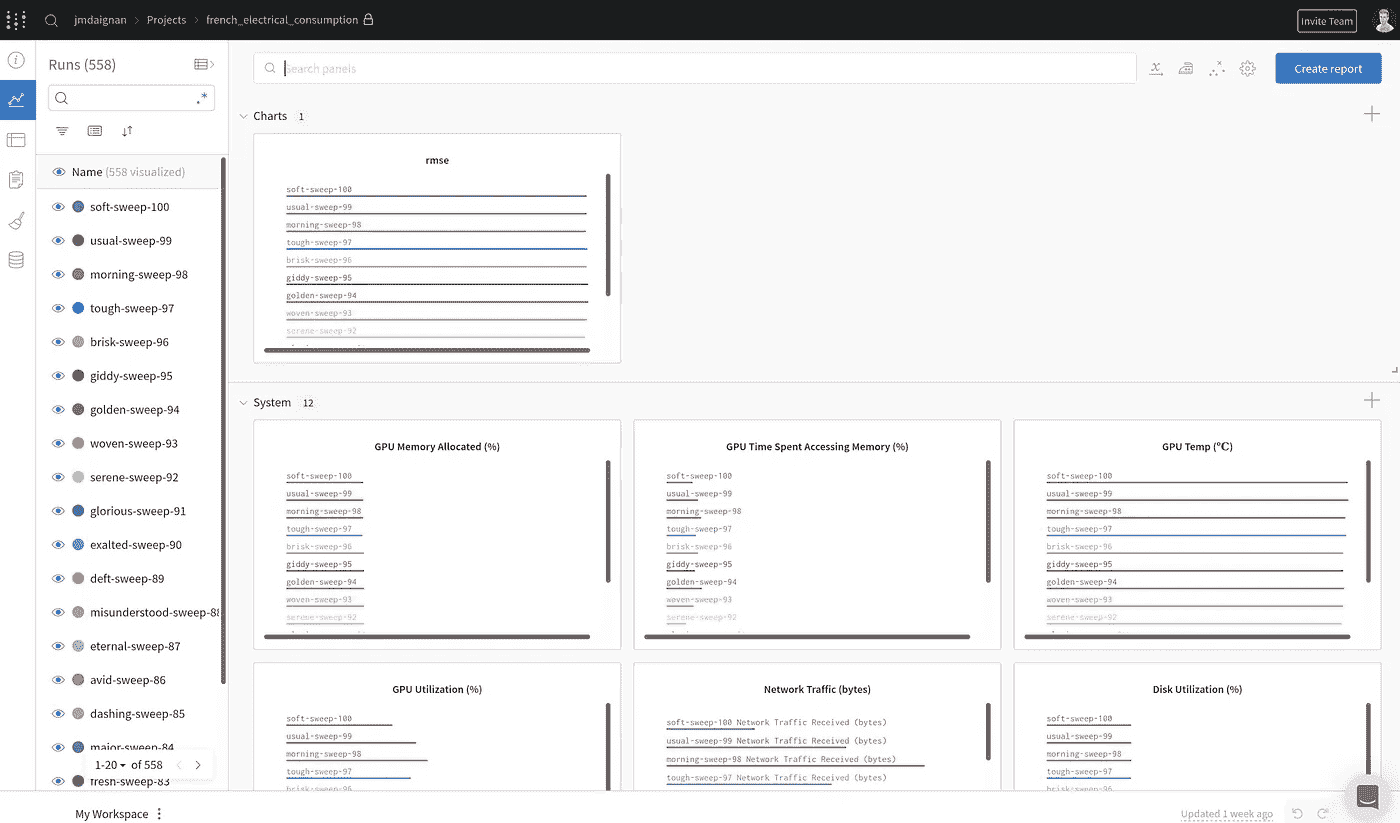 jmdaignan > Projects > french_electrical_consumption
Invite Team
Runs (558)
.*
Name (558 visualized)
soft-sweep-100
usual-sweep-99
morning-sweep-98
tough-sweep-97
brisk-sweep-96
giddy-sweep-95
golden-sweep-94
woven-sweep-93
serene-sweep-92
glorious-sweep-91
exalted-sweep-90
deft-sweep-89
misunderstood-sweep-88
eternal-sweep-87
avid-sweep-86
dashing-sweep-85
major-sweep-84
1-20 of 558
fresh-sweep-83
My Workspace
Search panels
Create report
Charts 1
rmse
soft-sweep-100
usual-sweep-99
morning-sweep-98
tough-sweep-97
brisk-sweep-96
giddy-sweep-95
golden-sweep-94
woven-sweep-93
serene-sweep-92
System 12
GPU Memory Allocated (%)
soft-sweep-100
usual-sweep-99
morning-sweep-98
tough-sweep-97
brisk-sweep-96
giddy-sweep-95
golden-sweep-94
woven-sweep-93
serene-sweep-92
GPU Time Spent Accessing Memory (%)
soft-sweep-100
usual-sweep-99
morning-sweep-98
tough-sweep-97
brisk-sweep-96
giddy-sweep-95
golden-sweep-94
woven-sweep-93
serene-sweep-92
GPU Temp (℃)
soft-sweep-100
usual-sweep-99
morning-sweep-98
tough-sweep-97
brisk-sweep-96
giddy-sweep-95
golden-sweep-94
woven-sweep-93
serene-sweep-92
GPU Utilization (%)
soft-sweep-100
usual-sweep-99
morning-sweep-98
tough-sweep-97
brisk-sweep-96
Network Traffic (bytes)
soft-sweep-100 Network Traffic Received (bytes)
usual-sweep-99 Network Traffic Received (bytes)
morning-sweep-98 Network Traffic Received (bytes)
tough-sweep-97 Network Traffic Received (bytes)
Disk Utilization (%)
soft-sweep-100
usual-sweep-99
morning-sweep-98
tough-sweep-97
brisk-sweep-96
Updated 1 week ago